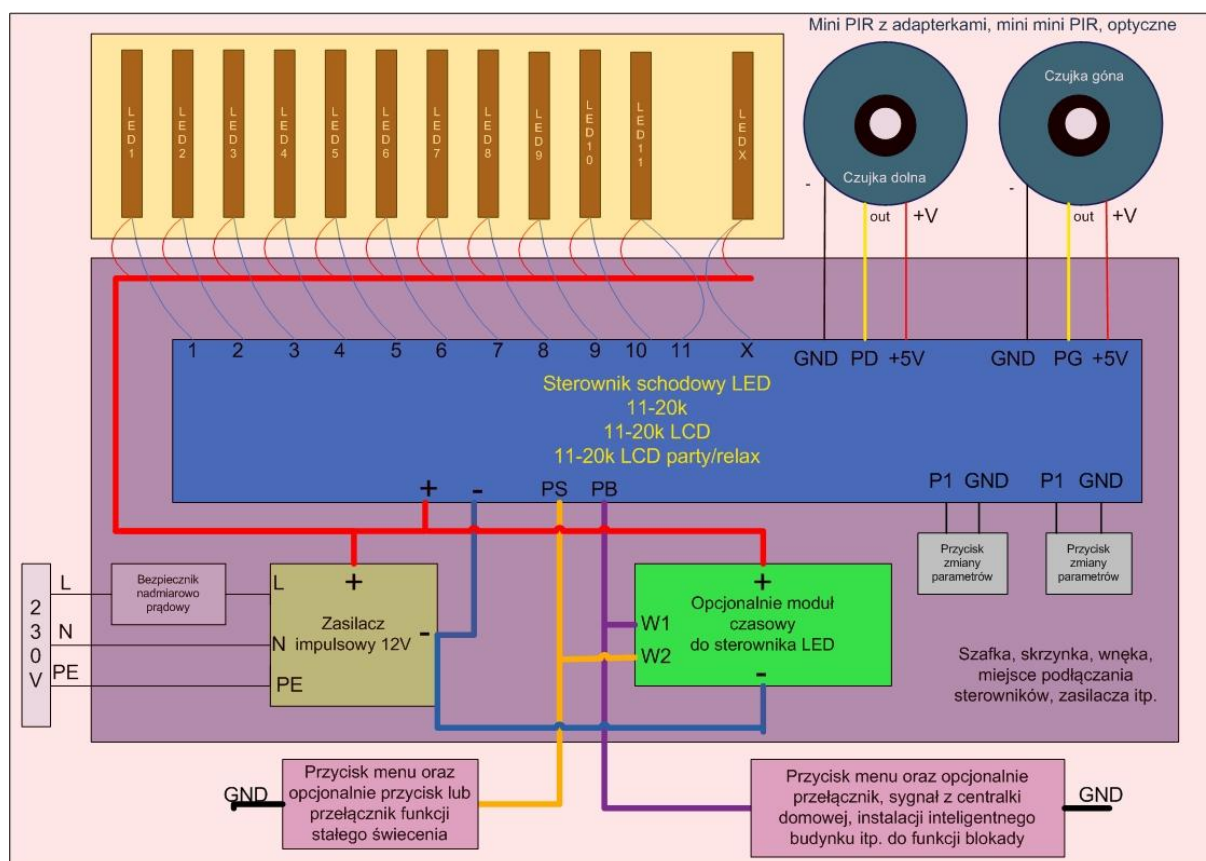 Mini PIR z adapterkami, mini mini PIR, optyczne
LED1
LED2
LED3
LED4
LED5
LED6
LED7
LED8
LED9
LED10
LED11
LEDX
Czujka dolna
Czujka góna
- out +V
- out +V
1 2 3 4 5 6 7 8 9 10 11 X
GND PD +5V
GND PG +5V
Sterownik schodowy LED
11-20k
11-20k LCD
11-20k LCD party/relax
+ - PS PB
P1 GND
P1 GND
Przycisk
zmiany
parametrów
Przycisk
zmiany
parametrów
230V
L
N
PE
Bezpiecznik
nadmiarowo
prądowy
L
N
PE
+
-
Zasilacz
impulsowy 12V
+
Opcjonalnie moduł
czasowy
do sterownika LED
W1
W2
-
Szafka, skrzynka, wnęka,
miejsce podłączania
sterowników, zasilacza itp.
GND
Przycisk menu oraz
opcjonalnie przycisk lub
przełącznik funkcji
stałego świecenia
Przycisk menu oraz opcjonalnie
przełącznik, sygnał z centralki
domowej, instalacji inteligentnego
budynku itp. do funkcji blokady
GND